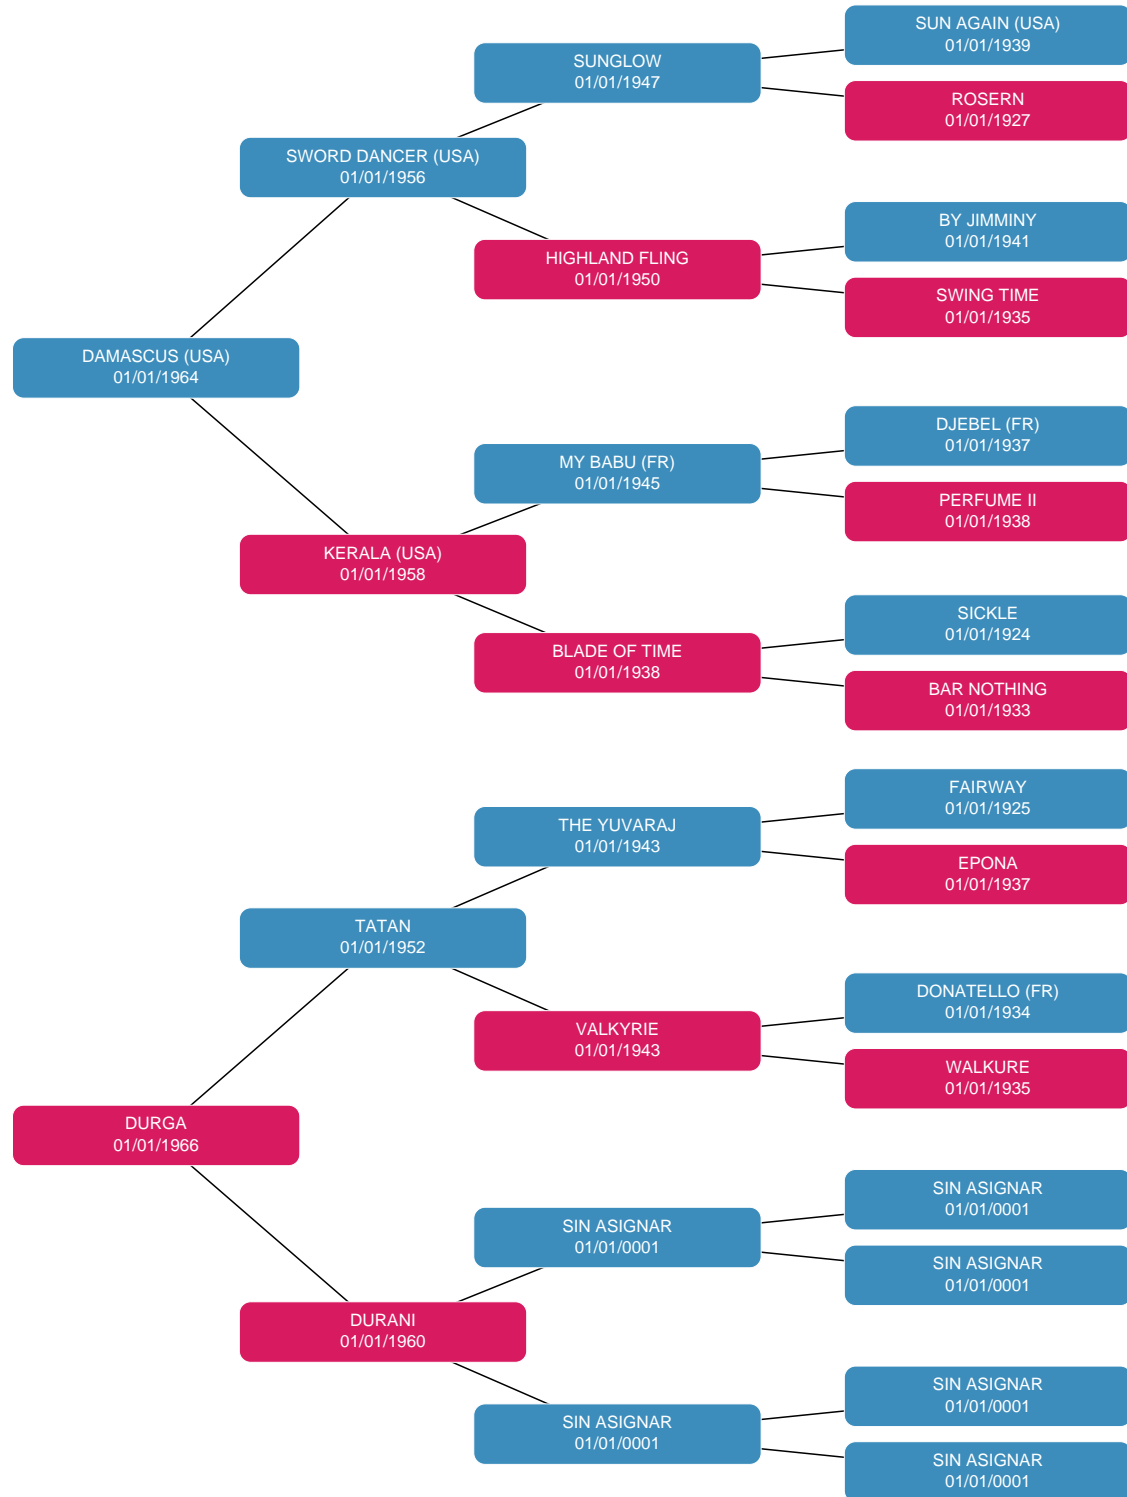 SUN AGAIN (USA)
01/01/1939
SUNGLOW
01/01/1947
ROSERN
01/01/1927
SWORD DANCER (USA)
01/01/1956
BY JIMMINY
01/01/1941
HIGHLAND FLING
01/01/1950
SWING TIME
01/01/1935
DAMASCUS (USA)
01/01/1964
DJEBEL (FR)
01/01/1937
MY BABU (FR)
01/01/1945
PERFUME II
01/01/1938
KERALA (USA)
01/01/1958
SICKLE
01/01/1924
BLADE OF TIME
01/01/1938
BAR NOTHING
01/01/1933
FAIRWAY
01/01/1925
THE YUVARAJ
01/01/1943
EPONA
01/01/1937
TATAN
01/01/1952
DONATELLO (FR)
01/01/1934
VALKYRIE
01/01/1943
WALKURE
01/01/1935
DURGA
01/01/1966
SIN ASIGNAR
01/01/0001
SIN ASIGNAR
01/01/0001
SIN ASIGNAR
01/01/0001
DURANI
01/01/1960
SIN ASIGNAR
01/01/0001
SIN ASIGNAR
01/01/0001
SIN ASIGNAR
01/01/0001